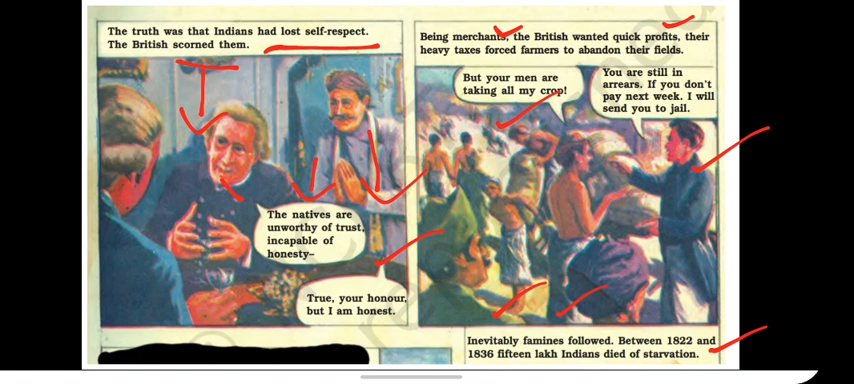 The truth was that Indians had lost self-respect.
The British scorned them.
The natives are
unworthy of trust,
incapable of
honesty–
True, your honour,
but I am honest.
Being merchants, the British wanted quick profits, their
heavy taxes forced farmers to abandon their fields.
But your men are
taking all my crop!
You are still in
arrears. If you don't
pay next week. I will
send you to jail.
Inevitably famines followed. Between 1822 and
1836 fifteen lakh Indians died of starvation.